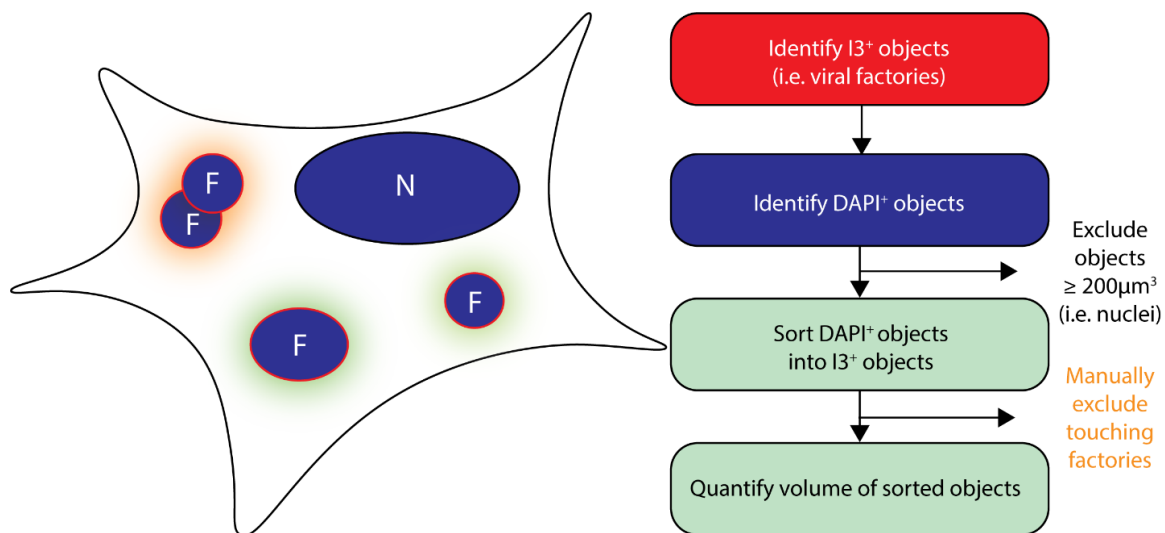 F
F
N
F
F
Identify I3⁺ objects
(i.e. viral factories)
Identify DAPI⁺ objects
Exclude
objects
≥ 200µm³
(i.e. nuclei)
Sort DAPI⁺ objects
into I3⁺ objects
Manually
exclude
touching
factories
Quantify volume of sorted objects